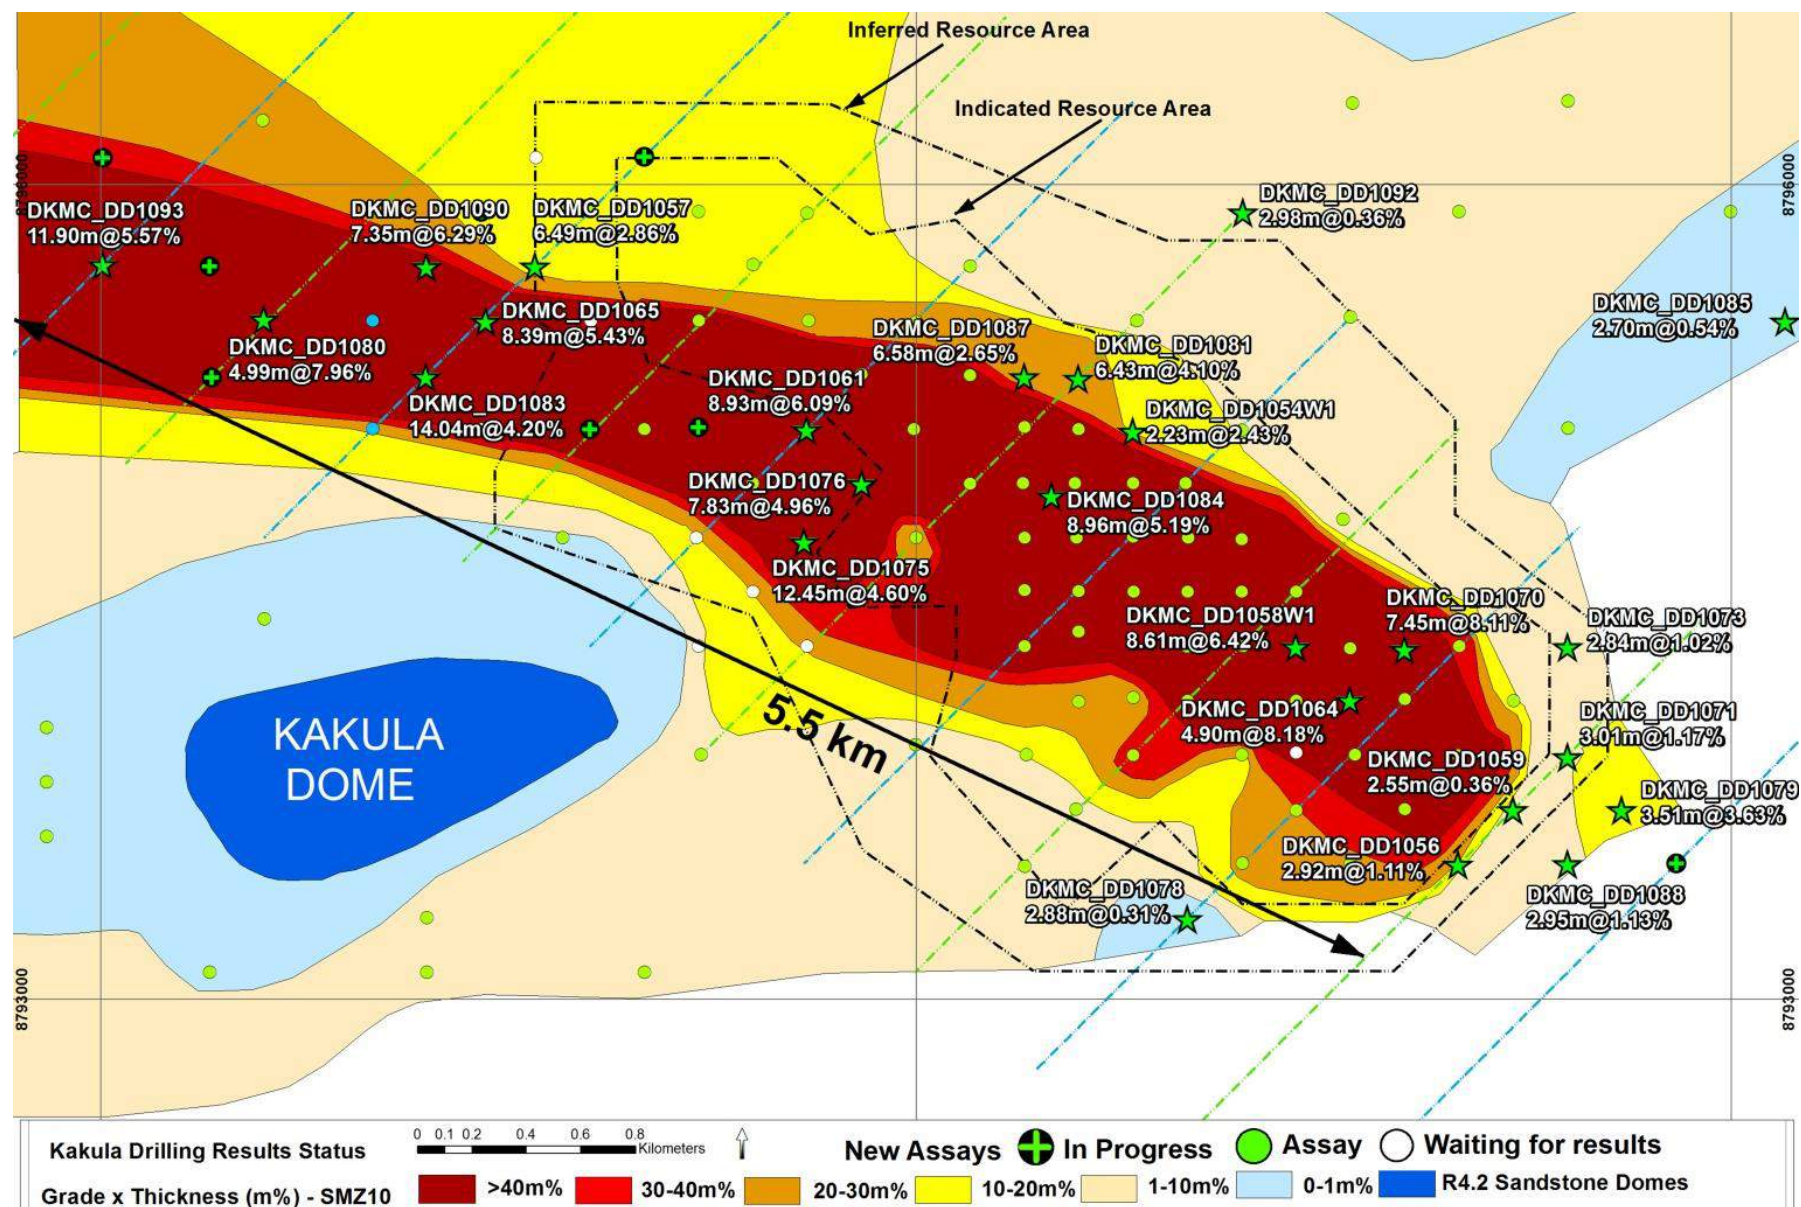 Inferred Resource Area
Indicated Resource Area
8796000
8796000
DKMC_DD1093
11.90m@5.57%
DKMC_DD1090
7.35m@6.29%
DKMC_DD1057
6.49m@2.86%
DKMC_DD1092
2.98m@0.36%
DKMC_DD1085
2.70m@0.54%
DKMC_DD1065
8.39m@5.43%
DKMC_DD1087
6.58m@2.65%
DKMC_DD1081
6.43m@4.10%
DKMC_DD1080
4.99m@7.96%
DKMC_DD1061
8.93m@6.09%
DKMC_DD1083
14.04m@4.20%
DKMC_DD1054W1
2.23m@2.43%
DKMC_DD1076
7.83m@4.96%
DKMC_DD1084
8.96m@5.19%
DKMC_DD1075
12.45m@4.60%
DKMC_DD1058W1
8.61m@6.42%
DKMC_DD1070
7.45m@8.11%
DKMC_DD1073
2.84m@1.02%
KAKULA
DOME
5.5 km
DKMC_DD1064
4.90m@8.18%
DKMC_DD1071
3.01m@1.17%
DKMC_DD1059
2.55m@0.36%
DKMC_DD1079
3.51m@3.63%
DKMC_DD1056
2.92m@1.11%
DKMC_DD1078
2.88m@0.31%
DKMC_DD1088
2.95m@1.13%
8793000
8793000
Kakula Drilling Results Status
0 0.1 0.2 0.4 0.6 0.8
Kilometers
New Assays In Progress Assay Waiting for results
Grade x Thickness (m%) - SMZ10 >40m% 30-40m% 20-30m% 10-20m% 1-10m% 0-1m% R4.2 Sandstone Domes